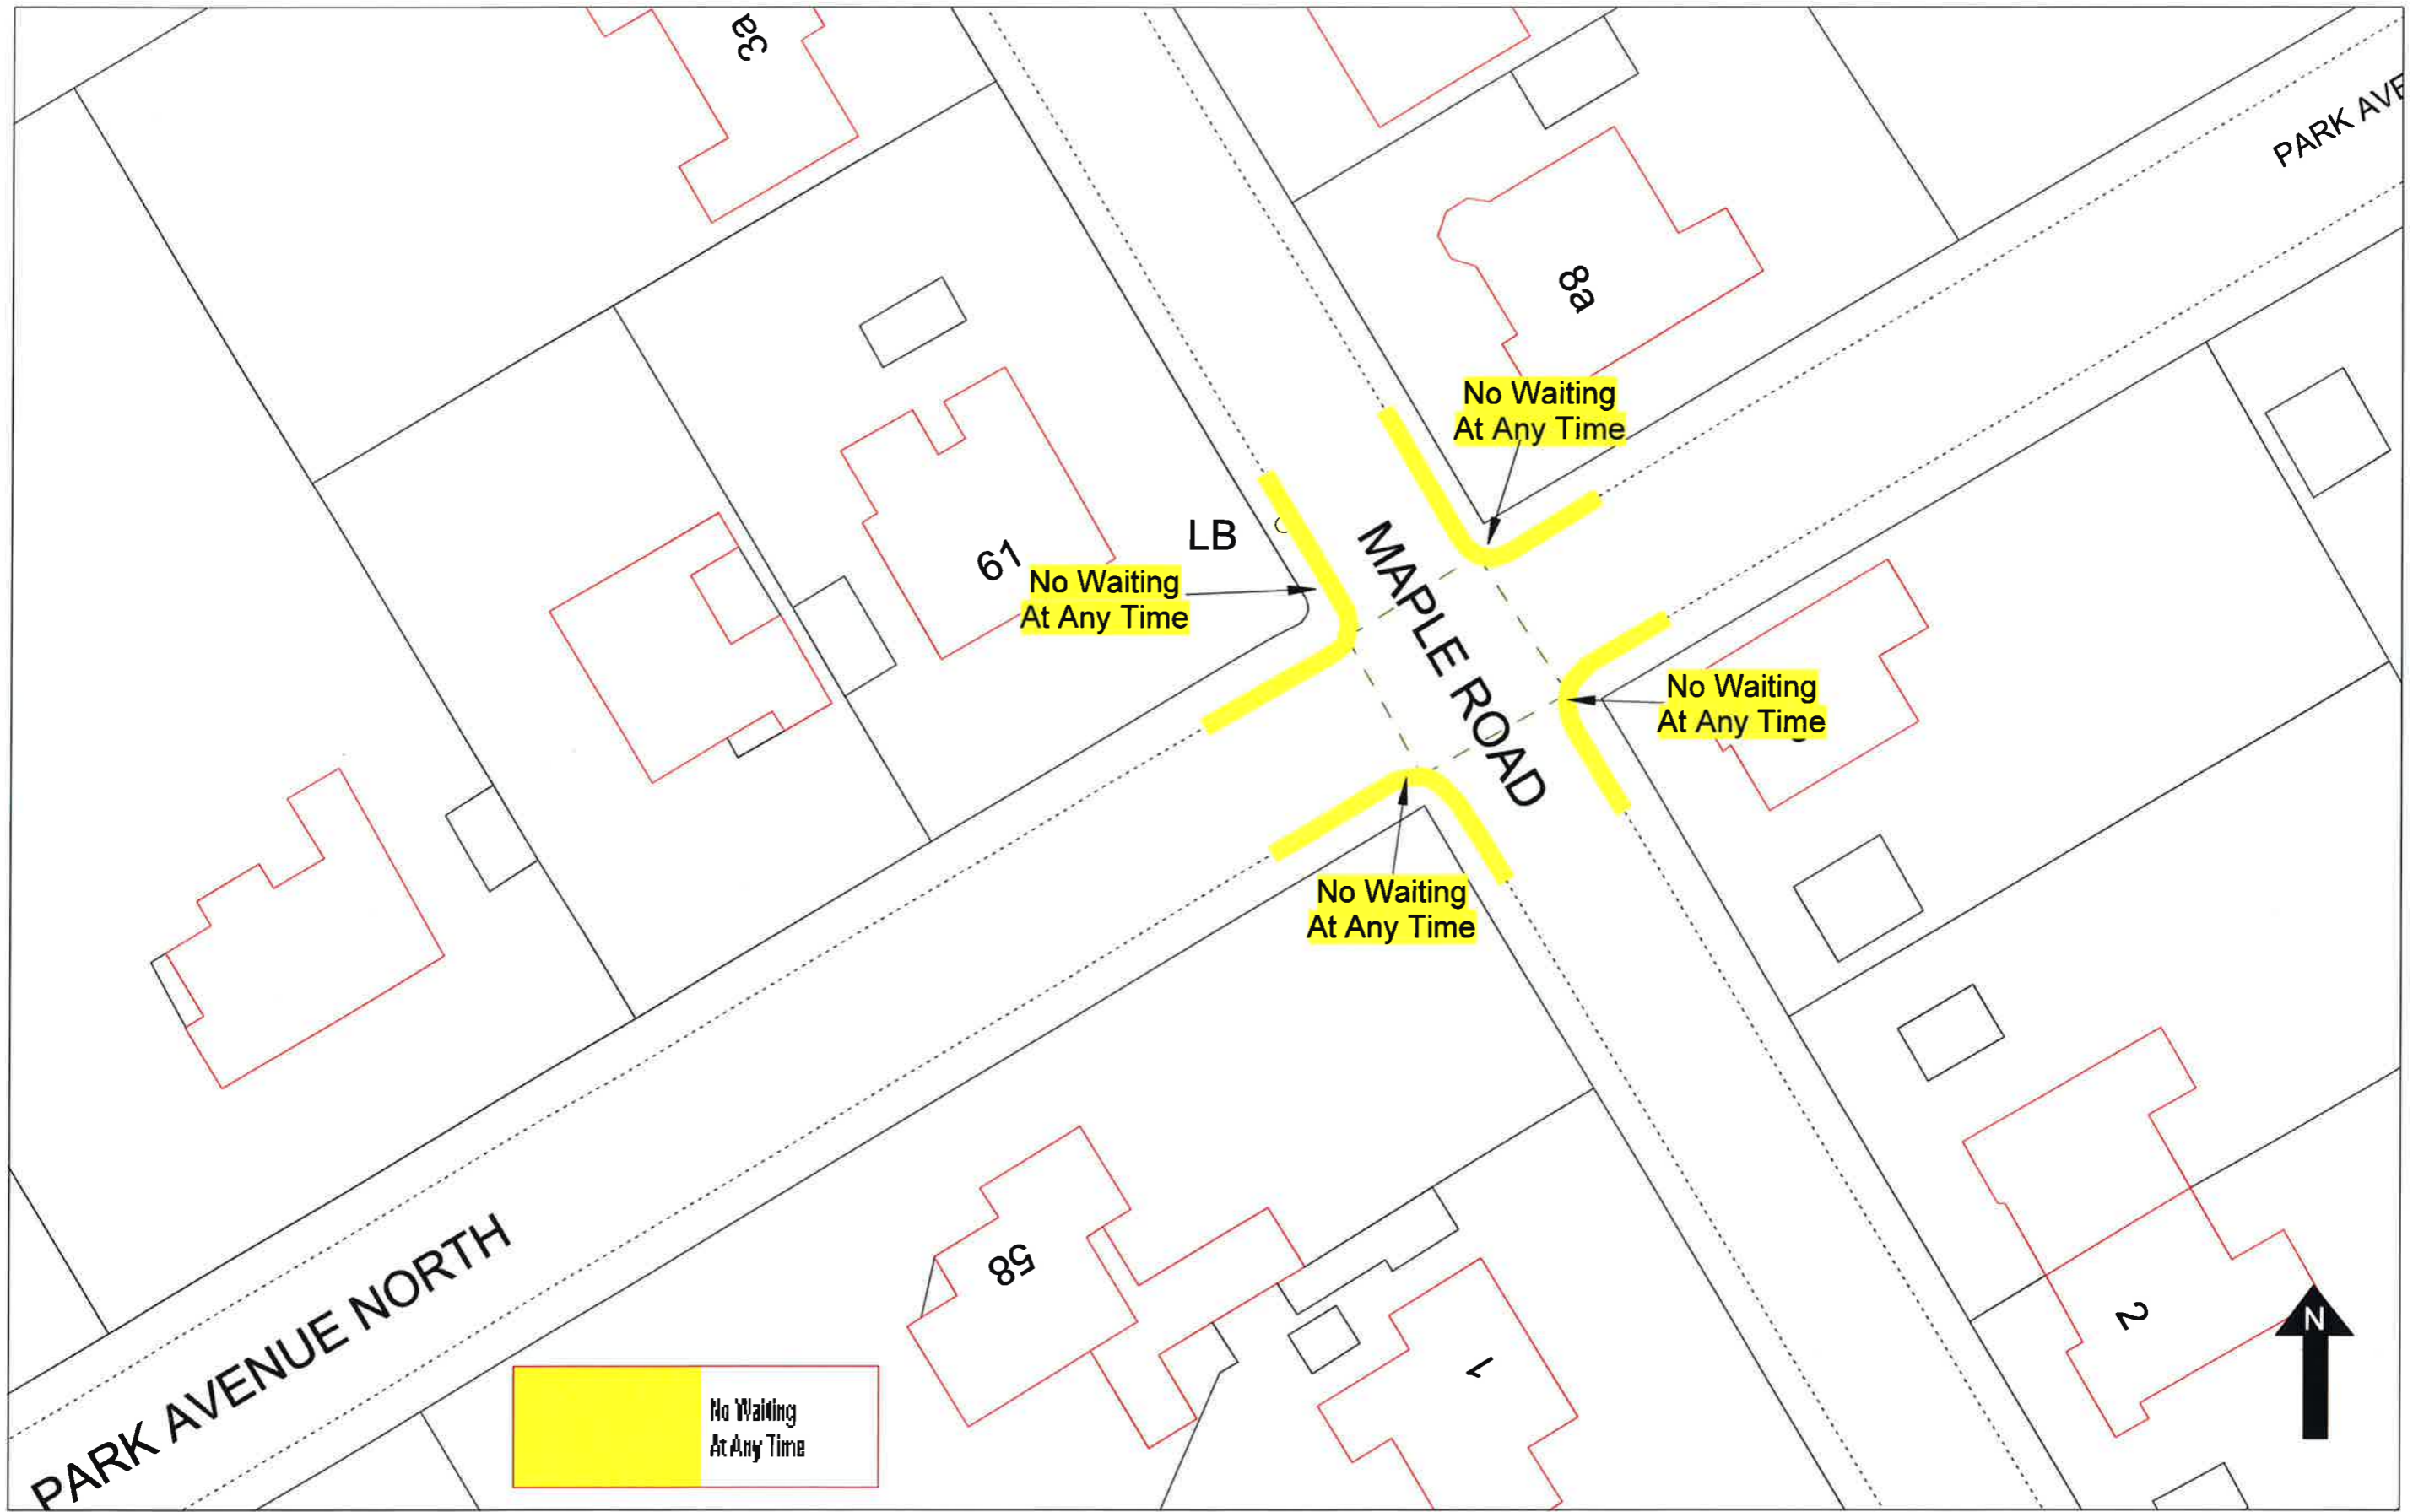 3a
PARK AVE
8a
No Waiting
At Any Time
LB
61
No Waiting
At Any Time
MAPLE ROAD
No Waiting
At Any Time
No Waiting
At Any Time
58
PARK AVENUE NORTH
1
2
N
No Waiting
At Any Time